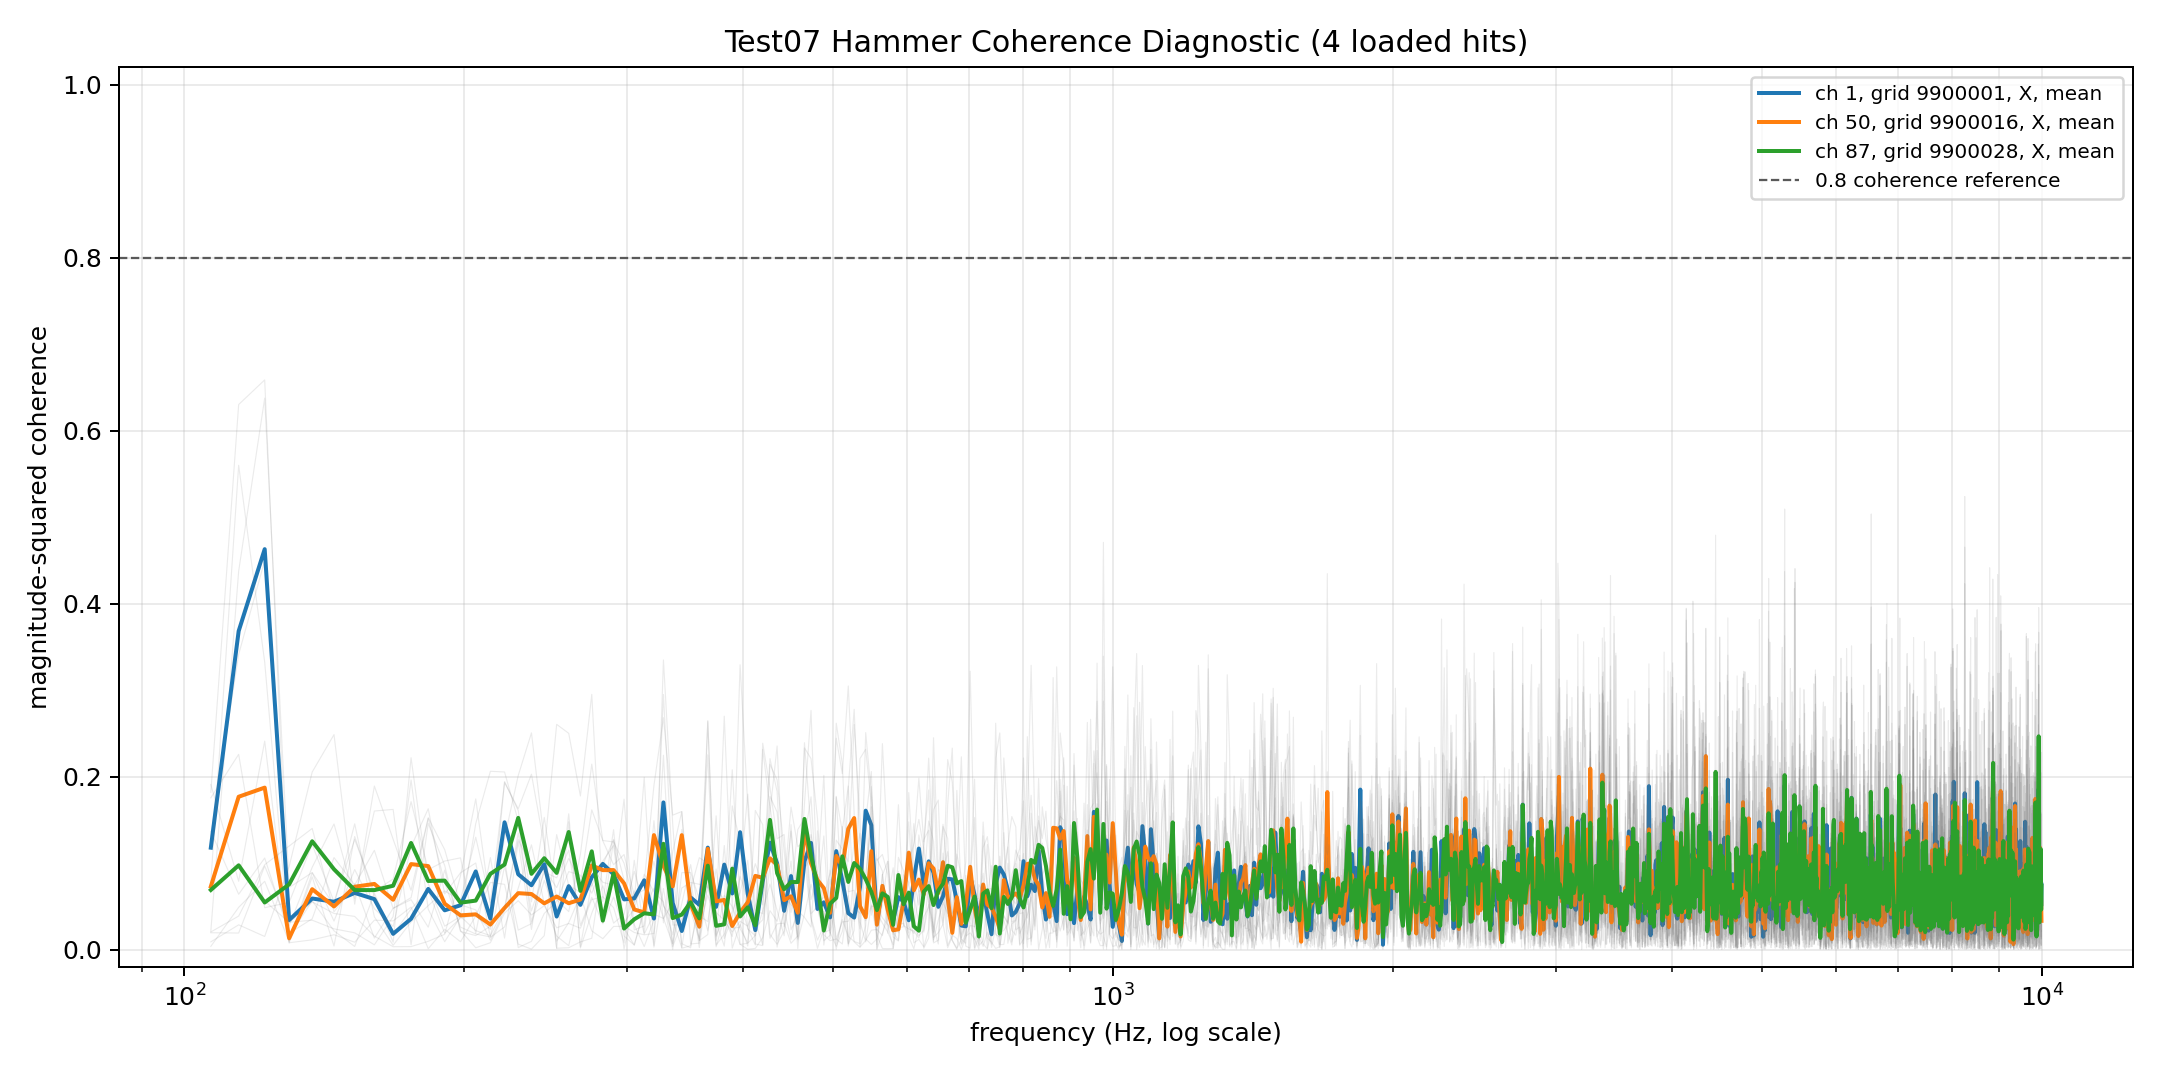 Test07 Hammer Coherence Diagnostic (4 loaded hits)
1.0
0.8
0.6
0.4
0.2
0.0
magnitude-squared coherence
ch 1, grid 9900001, X, mean
ch 50, grid 9900016, X, mean
ch 87, grid 9900028, X, mean
0.8 coherence reference
10² 10³ 10⁴
frequency (Hz, log scale)